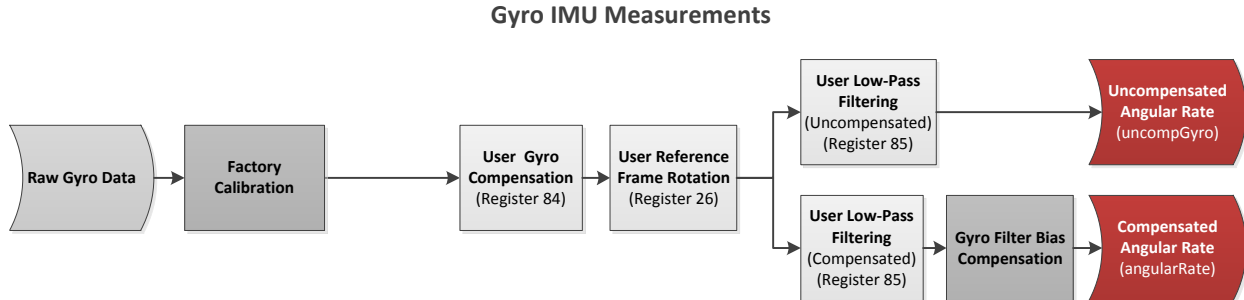 Gyro IMU Measurements
Raw Gyro Data
Factory
Calibration
User Gyro
Compensation
(Register 84)
User Reference
Frame Rotation
(Register 26)
User Low-Pass
Filtering
(Uncompensated)
(Register 85)
Uncompensated
Angular Rate
(uncompGyro)
User Low-Pass
Filtering
(Compensated)
(Register 85)
Gyro Filter Bias
Compensation
Compensated
Angular Rate
(angularRate)